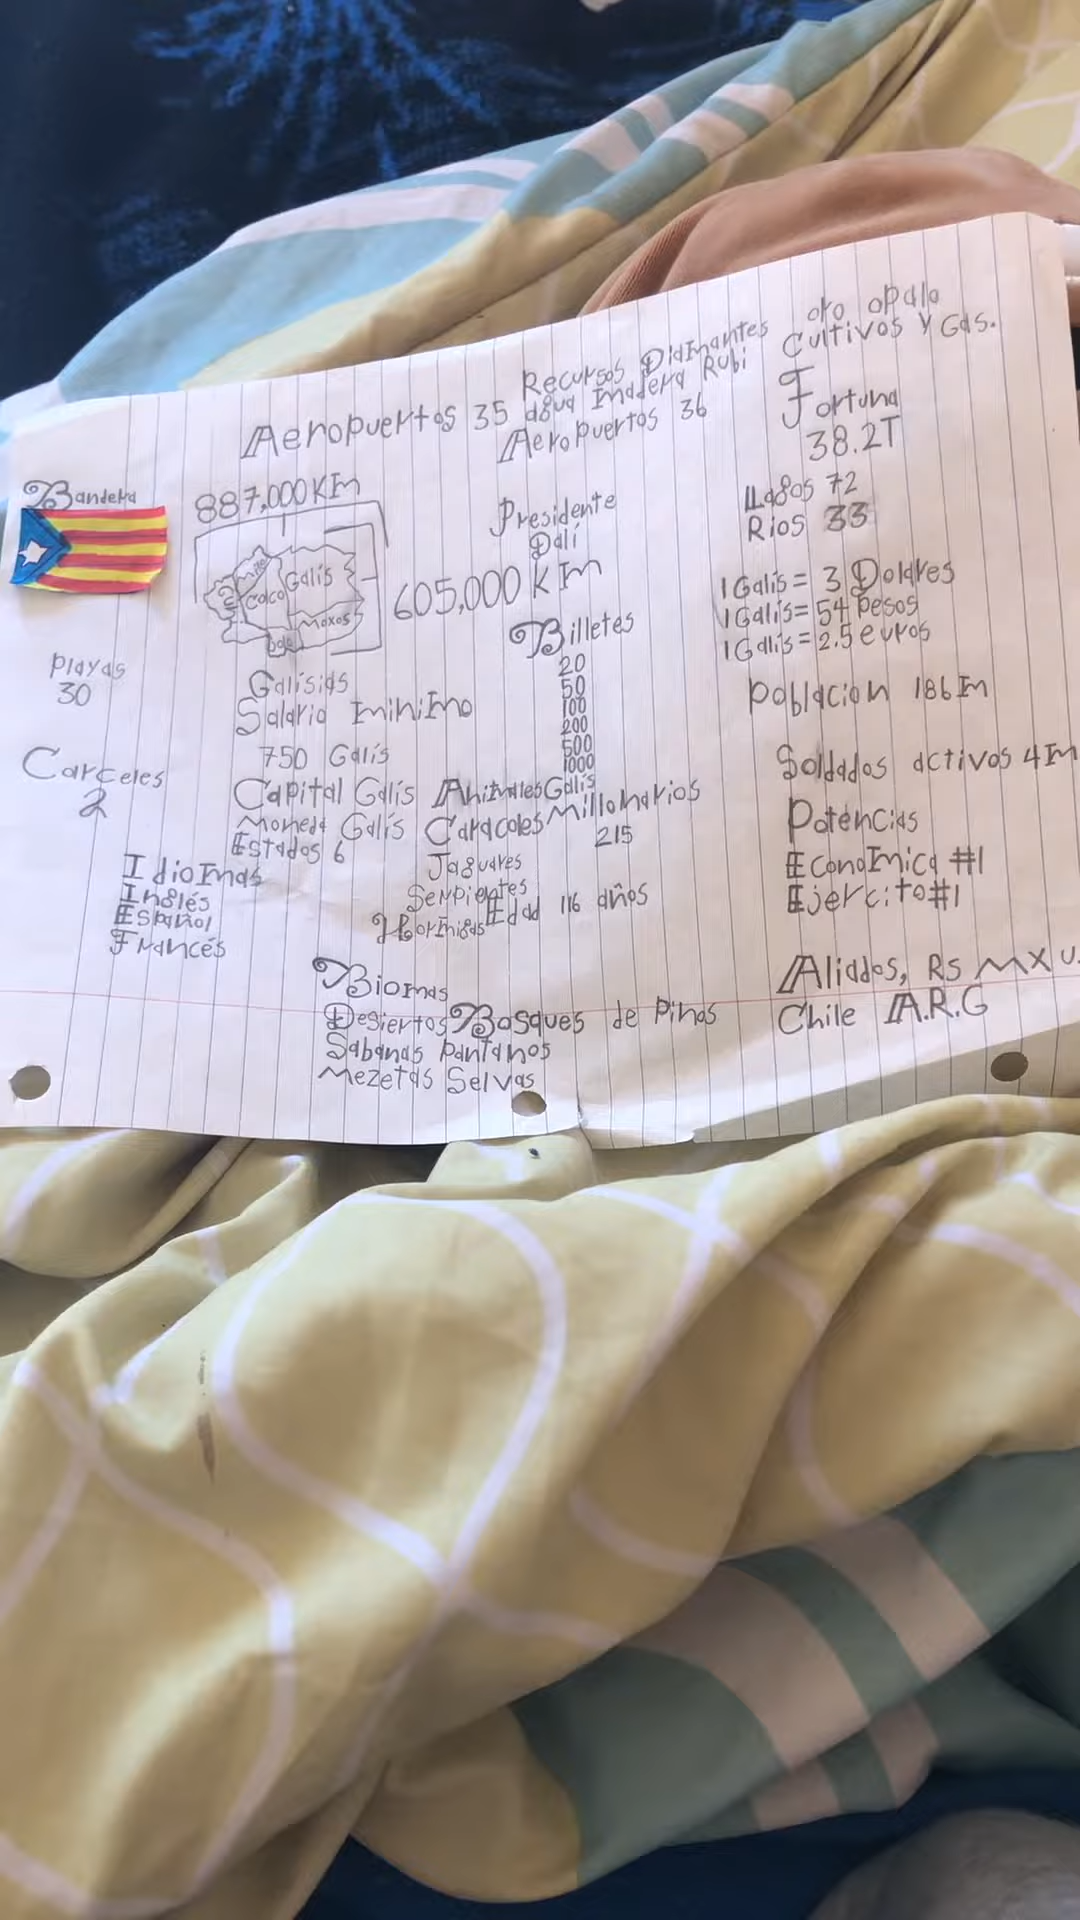 Aeropuertos 35
Recursos Diamantes
agua madera Rubi
Aeropuertos 36
oro opalo
Cultivos y Gas.
Fortuna
38.2T
Bandera
887,000 Km
Galis
Coco
Moxos
605,000 Km
Presidente
Dalí
LLagos 72
Rios 33
1 Galis = 3 Dolares
1 Galis = 54 Pesos
1 Galis = 2.5 euros
Playas
30
Galisias
Salario minimo
750 Galis
Billetes
20
50
100
200
500
1000
Galis
Poblacion 186 m
Carceles
2
Capital Galis
Moneda Galis
Estados 6
Animales
Caracoles
Jaguares
Serpientes
Hormigas
Millonarios
215
Edad 116 años
Soldados activos 4m
Potencias
Economica #1
Ejercito #1
Idiomas
Inglés
Español
Francés
Biomas
Desiertos Bosques de Pinos
Sabanas Pantanos
Mezetas Selvas
Aliados, Rs MX U.
Chile A.R.G